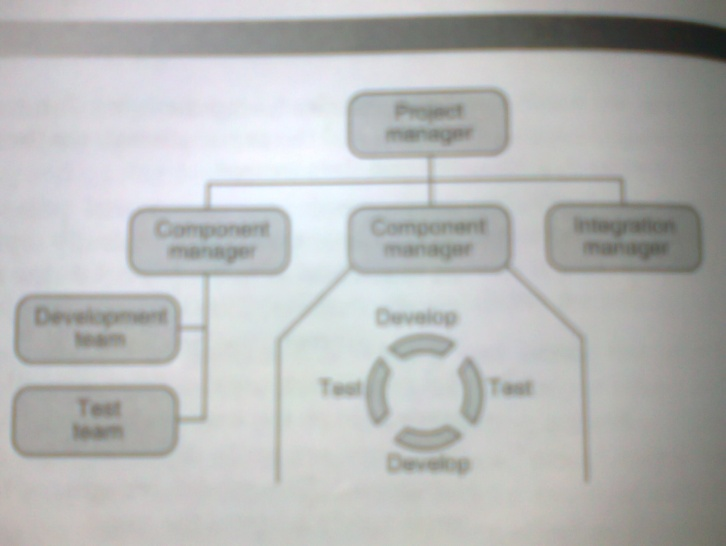 Project
manager
Component
manager
Component
manager
Integration
manager
Development
team
Test
team
Develop
Test
Test
Develop